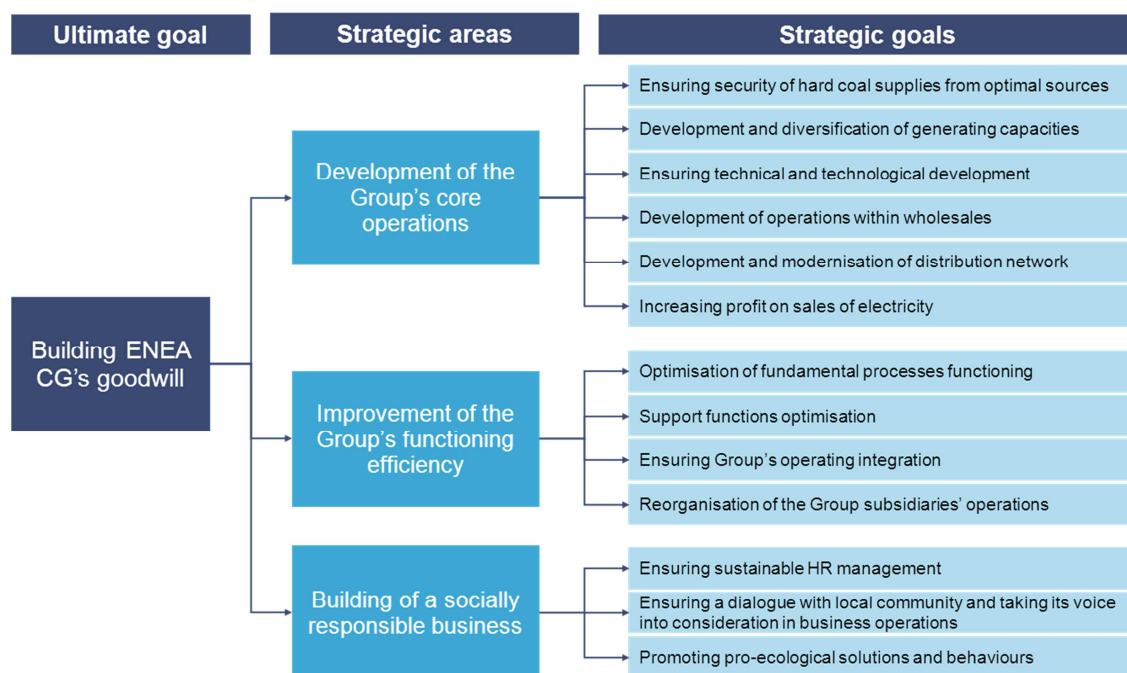 Ultimate goal
Strategic areas
Strategic goals
Building ENEA
CG's goodwill
Development of the
Group's core
operations
Ensuring security of hard coal supplies from optimal sources
Development and diversification of generating capacities
Ensuring technical and technological development
Development of operations within wholesales
Development and modernisation of distribution network
Increasing profit on sales of electricity
Improvement of the
Group's functioning
efficiency
Optimisation of fundamental processes functioning
Support functions optimisation
Ensuring Group's operating integration
Reorganisation of the Group subsidiaries' operations
Building of a socially
responsible business
Ensuring sustainable HR management
Ensuring a dialogue with local community and taking its voice
into consideration in business operations
Promoting pro-ecological solutions and behaviours